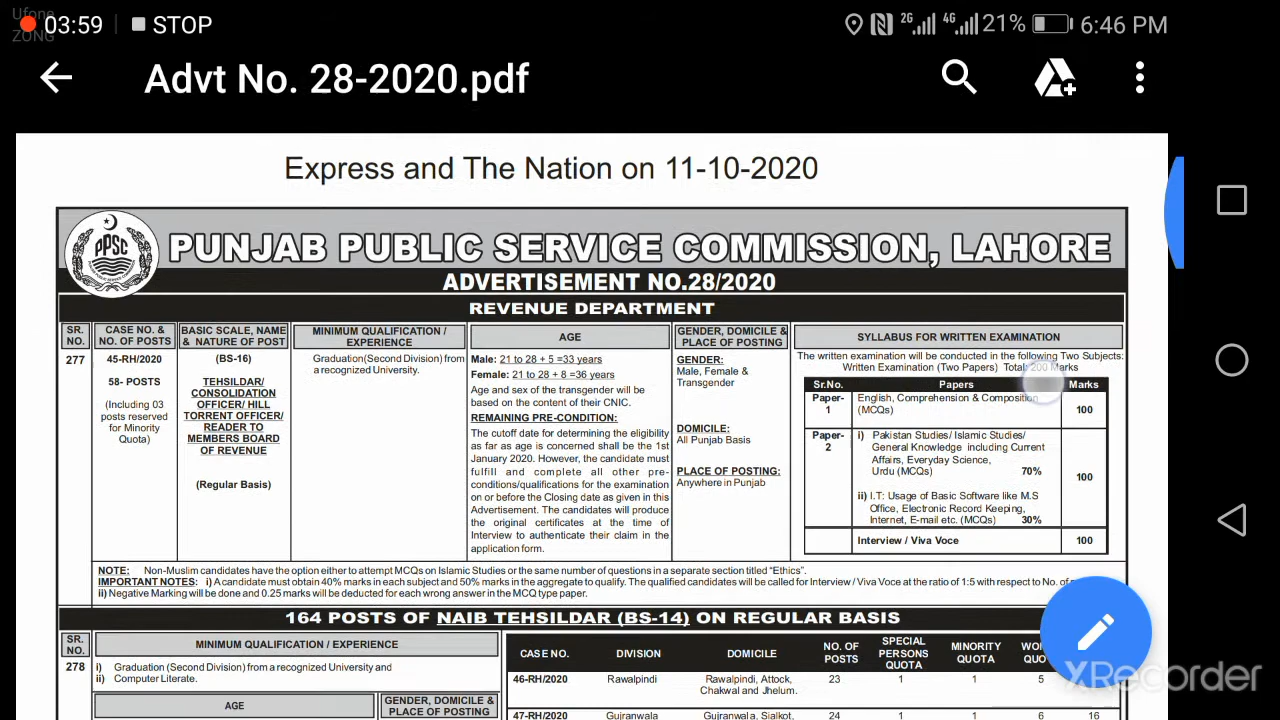 Ufone
ZONG
03:59
STOP
2G
4G
21%
6:46 PM
Advt No. 28-2020.pdf
Express and The Nation on 11-10-2020
PPSC
PUNJAB PUBLIC SERVICE COMMISSION, LAHORE
ADVERTISEMENT NO.28/2020
REVENUE DEPARTMENT
SR. NO.
CASE NO. & NO. OF POSTS
BASIC SCALE, NAME & NATURE OF POST
MINIMUM QUALIFICATION / EXPERIENCE
AGE
GENDER, DOMICILE & PLACE OF POSTING
SYLLABUS FOR WRITTEN EXAMINATION
277
45-RH/2020
58- POSTS
(Including 03
posts reserved
for Minority
Quota)
(BS-16)
TEHSILDAR/
CONSOLIDATION
OFFICER/ HILL
TORRENT OFFICER/
READER TO
MEMBERS BOARD
OF REVENUE
(Regular Basis)
Graduation(Second Division) from
a recognized University.
Male: 21 to 28 + 5 =33 years
Female: 21 to 28 + 8 =36 years
Age and sex of the transgender will be
based on the content of their CNIC.
REMAINING PRE-CONDITION:
The cutoff date for determining the eligibility
as far as age is concerned shall be the 1st
January 2020. However, the candidate must
fulfill and complete all other pre-
conditions/qualifications for the examination
on or before the Closing date as given in this
Advertisement. The candidates will produce
the original certificates at the time of
Interview to authenticate their claim in the
application form.
GENDER:
Male, Female &
Transgender
DOMICILE:
All Punjab Basis
PLACE OF POSTING:
Anywhere in Punjab
The written examination will be conducted in the following Two Subjects:
Written Examination (Two Papers) Total: 200 Marks
Sr.No. Papers Marks
Paper-1 English, Comprehension & Composition
(MCQs) 100
Paper-2 i) Pakistan Studies/ Islamic Studies/
General Knowledge including Current
Affairs, Everyday Science,
Urdu (MCQs) 70%
100
ii) I.T: Usage of Basic Software like M.S
Office, Electronic Record Keeping,
Internet, E-mail etc. (MCQs) 30%
Interview / Viva Voce 100
NOTE: Non-Muslim candidates have the option either to attempt MCQs on Islamic Studies or the same number of questions in a separate section titled "Ethics".
IMPORTANT NOTES: i) A candidate must obtain 40% marks in each subject and 50% marks in the aggregate to qualify. The qualified candidates will be called for Interview / Viva Voce at the ratio of 1:5 with respect to No. of
ii) Negative Marking will be done and 0.25 marks will be deducted for each wrong answer in the MCQ type paper.
164 POSTS OF NAIB TEHSILDAR (BS-14) ON REGULAR BASIS
SR. NO.
MINIMUM QUALIFICATION / EXPERIENCE
278
i) Graduation (Second Division) from a recognized University and
ii) Computer Literate.
AGE
GENDER, DOMICILE & PLACE OF POSTING
CASE NO. DIVISION DOMICILE NO. OF POSTS SPECIAL PERSONS QUOTA MINORITY QUOTA
46-RH/2020 Rawalpindi Rawalpindi, Attock, Chakwal and Jhelum. 23 1 1 5
47-RH/2020 Gujranwala Gujranwala, Sialkot, 24 1 1 6 16
XRecorder